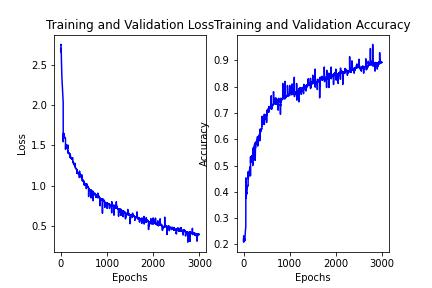 Training and Validation Loss
Loss
2.5
2.0
1.5
1.0
0.5
0 1000 2000 3000
Epochs
Training and Validation Accuracy
Accuracy
0.9
0.8
0.7
0.6
0.5
0.4
0.3
0.2
0 1000 2000 3000
Epochs